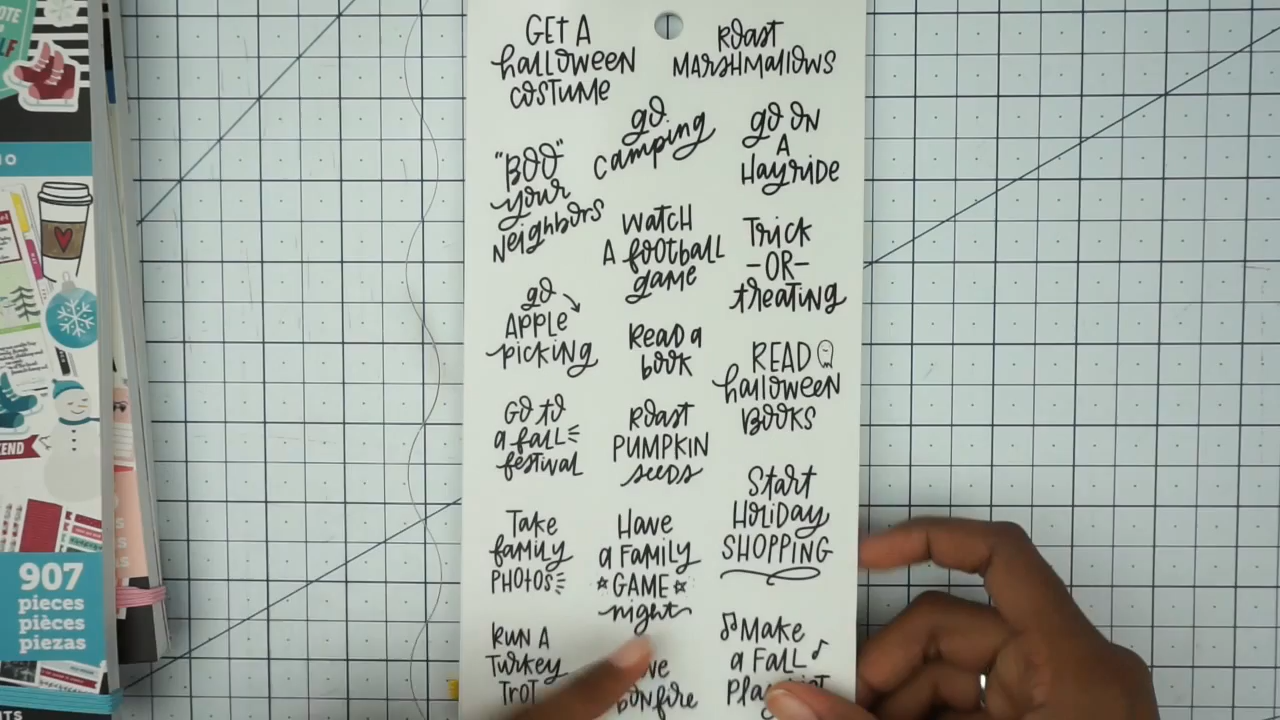 GET A
halloween
COSTUME
Roast
MARSHMALLOWS
"BOO"
your
Neighbors
go
camping
go ON
A
HayRIDE
WATCH
A football
game
Trick
-OR-
treating
go
APPLE
picking
Read a
book
READ
halloween
BOOKS
GO to
a fall
festival
Roast
PUMPKIN
seeds
Start
HOLIDAY
SHOPPING
Take
family
PHOTOS
Have
a FAMILY
GAME
night
RUN A
Turkey
TROT
BONfire
Make
a FALL
907
pieces
pièces
piezas